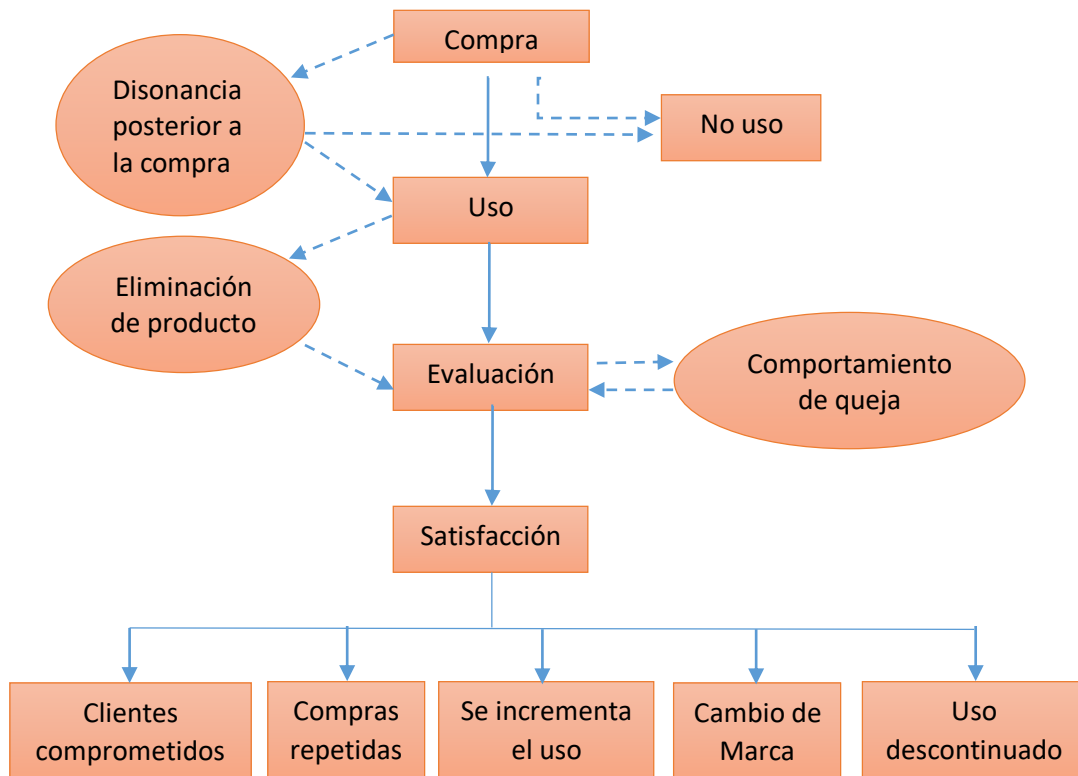 Compra
Disonancia
posterior a
la compra
No uso
Uso
Eliminación
de producto
Evaluación
Comportamiento
de queja
Satisfacción
Clientes
comprometidos
Compras
repetidas
Se incrementa
el uso
Cambio de
Marca
Uso
descontinuado